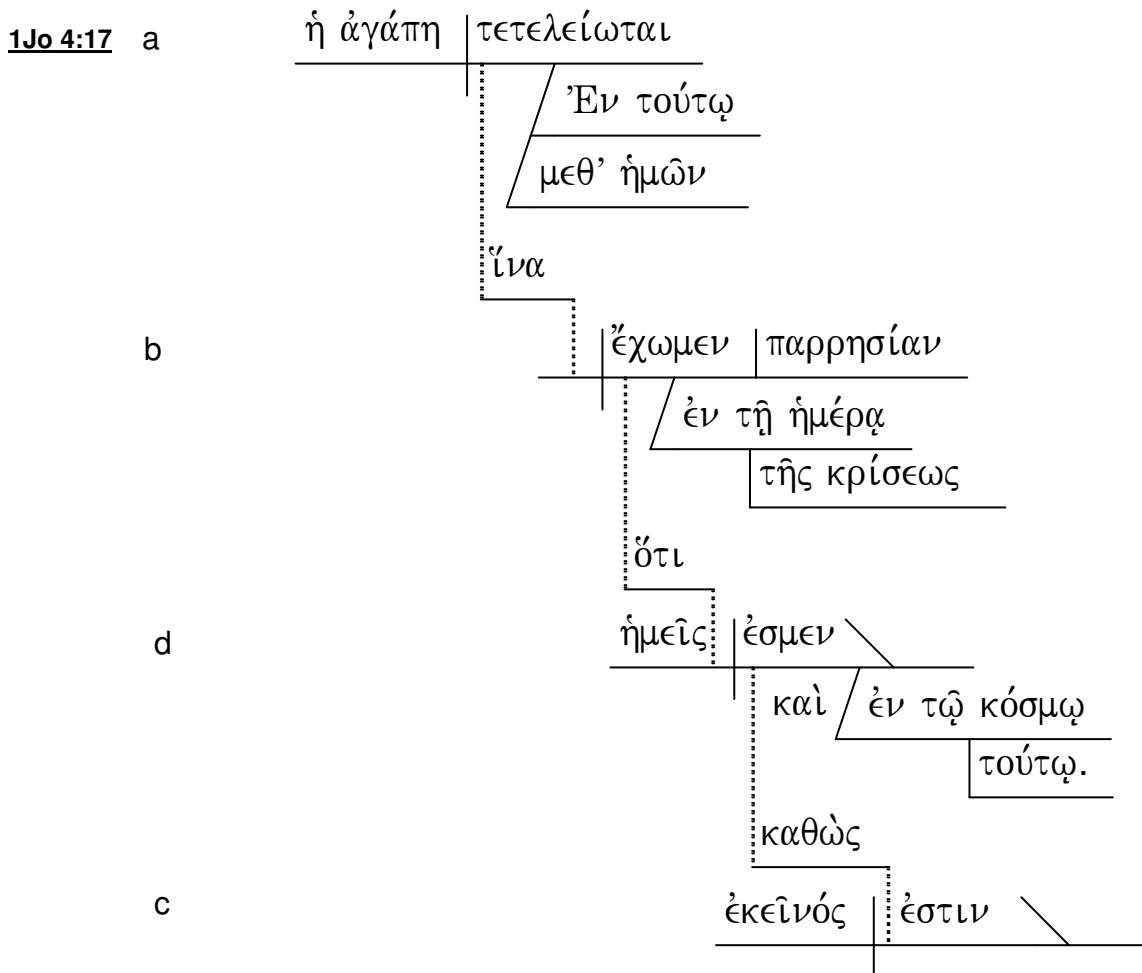 1Jo 4:17 a ἡ ἀγάπη τετελείωται
Ἐν τούτῳ
μεθ’ ἡμῶν
ἵνα
b ἔχωμεν παρρησίαν
ἐν τῇ ἡμέρᾳ
τῆς κρίσεως
ὅτι
d ἡμεῖς ἐσμεν
καὶ ἐν τῷ κόσμῳ
τούτῳ.
καθὼς
c ἐκεῖνός ἐστιν